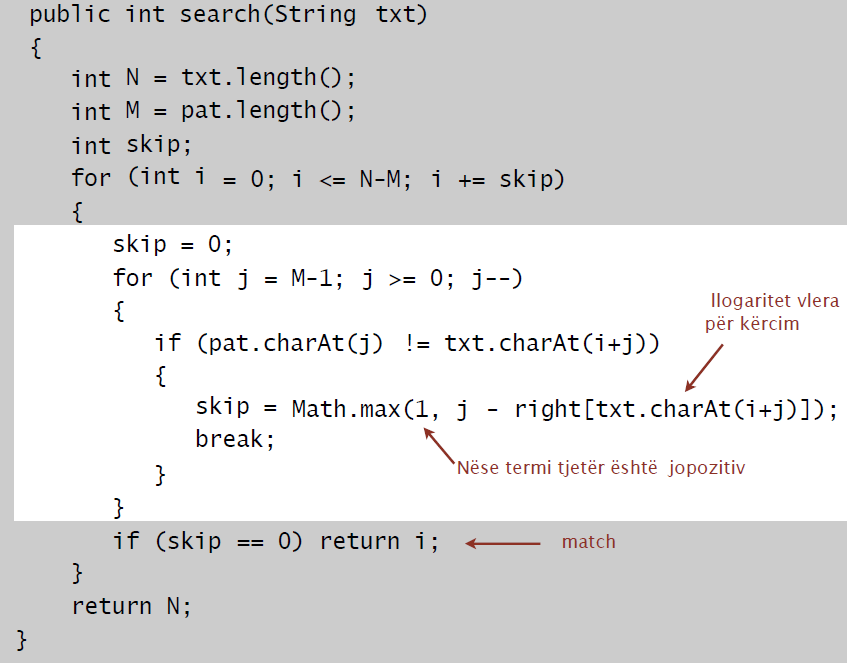 public int search(String txt)
{
int N = txt.length();
int M = pat.length();
int skip;
for (int i = 0; i <= N-M; i += skip)
{
skip = 0;
for (int j = M-1; j >= 0; j--)
{
llogaritet vlera
për kërcim
if (pat.charAt(j) != txt.charAt(i+j))
{
skip = Math.max(1, j - right[txt.charAt(i+j)]);
break;
Nëse termi tjetër është jopozitiv
}
}
if (skip == 0) return i;
match
}
return N;
}